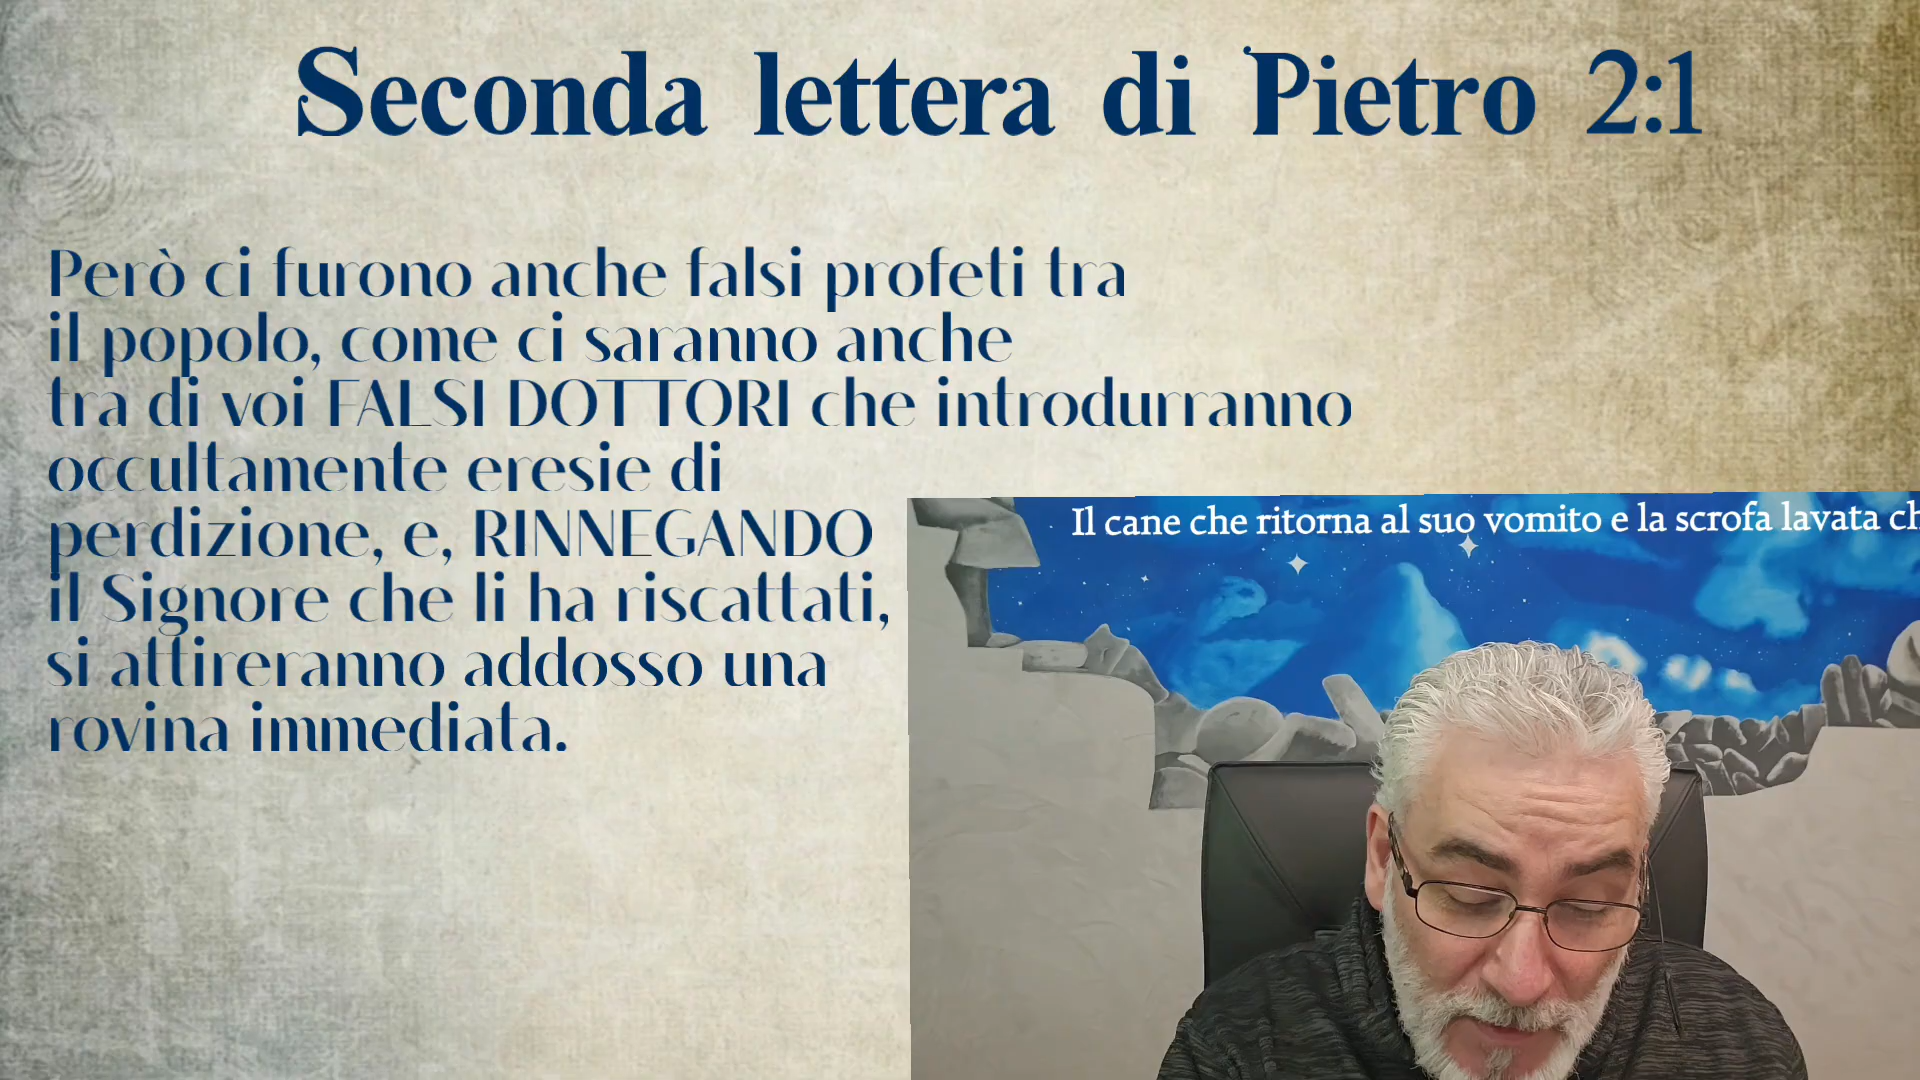 Seconda lettera di Pietro 2:1
Però ci furono anche falsi profeti tra
il popolo, come ci saranno anche
tra di voi FALSI DOTTORI che introdurranno
occultamente eresie di
perdizione, e, RINNEGANDO
il Signore che li ha riscattati,
si attireranno addosso una
rovina immediata.
Il cane che ritorna al suo vomito e la scrofa lavata ch